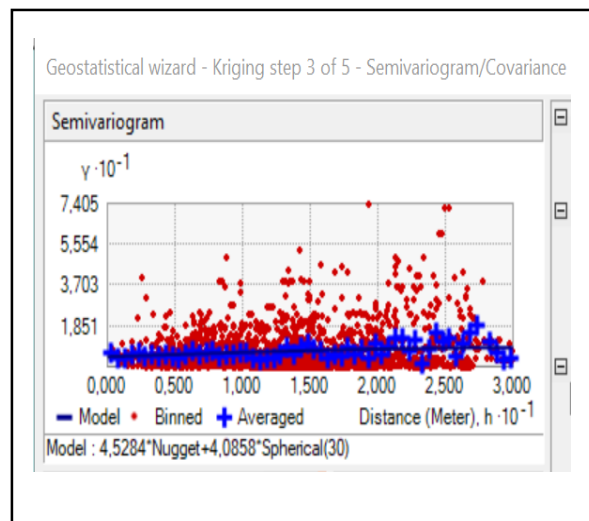 Geostatistical wizard - Kriging step 3 of 5 - Semivariogram/Covariance
Semivariogram
γ ·10⁻¹
7,405
5,554
3,703
1,851
0,000 0,500 1,000 1,500 2,000 2,500 3,000
Model Binned Averaged Distance (Meter), h ·10⁻¹
Model : 4,5284*Nugget+4,0858*Spherical(30)